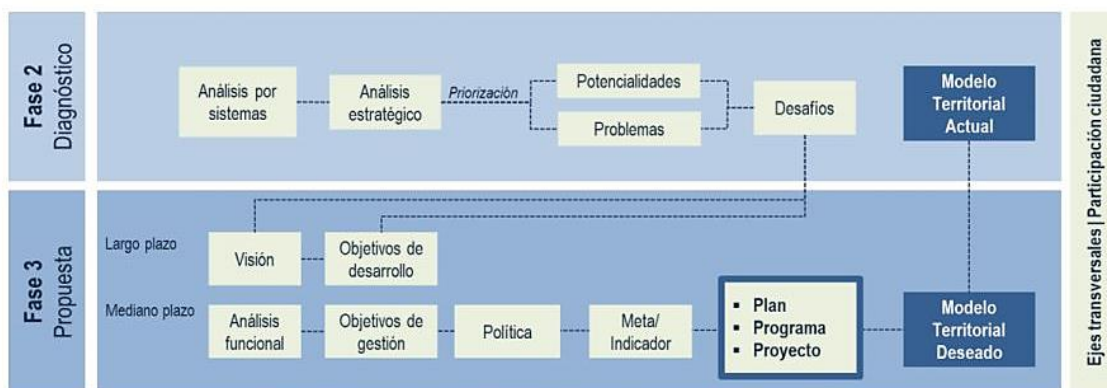 Fase 2
Diagnóstico
Análisis por
sistemas
Análisis
estratégico
Priorización
Potencialidades
Problemas
Desafíos
Modelo
Territorial
Actual
Fase 3
Propuesta
Largo plazo
Visión
Objetivos de
desarrollo
Mediano plazo
Análisis
funcional
Objetivos de
gestión
Política
Meta/
Indicador
▪ Plan
▪ Programa
▪ Proyecto
Modelo
Territorial
Deseado
Ejes transversales | Participación ciudadana